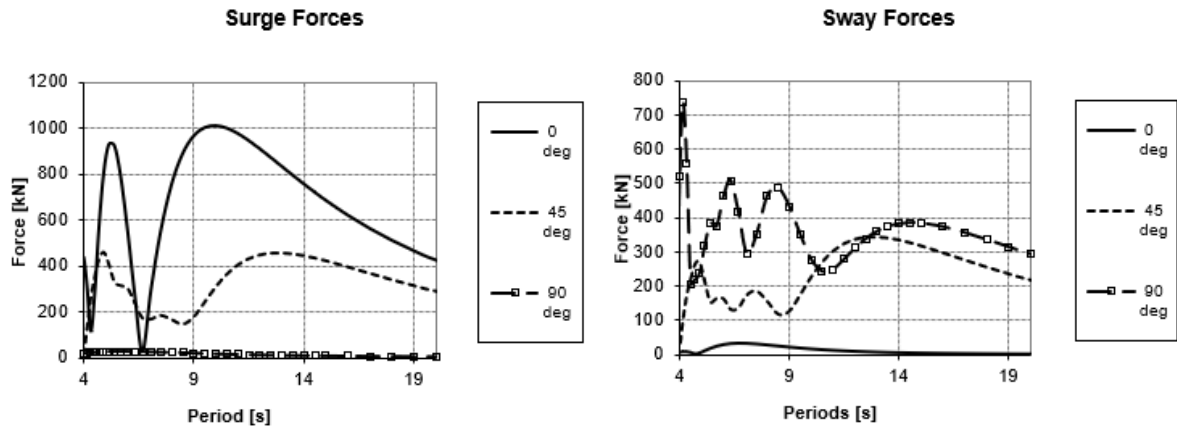 Surge Forces
1200
1000
800
600
400
200
0
4
9
14
19
Force [kN]
Period [s]
0
deg
45
deg
90
deg
Sway Forces
800
700
600
500
400
300
200
100
0
4
9
14
19
Force [kN]
Periods [s]
0
deg
45
deg
90
deg